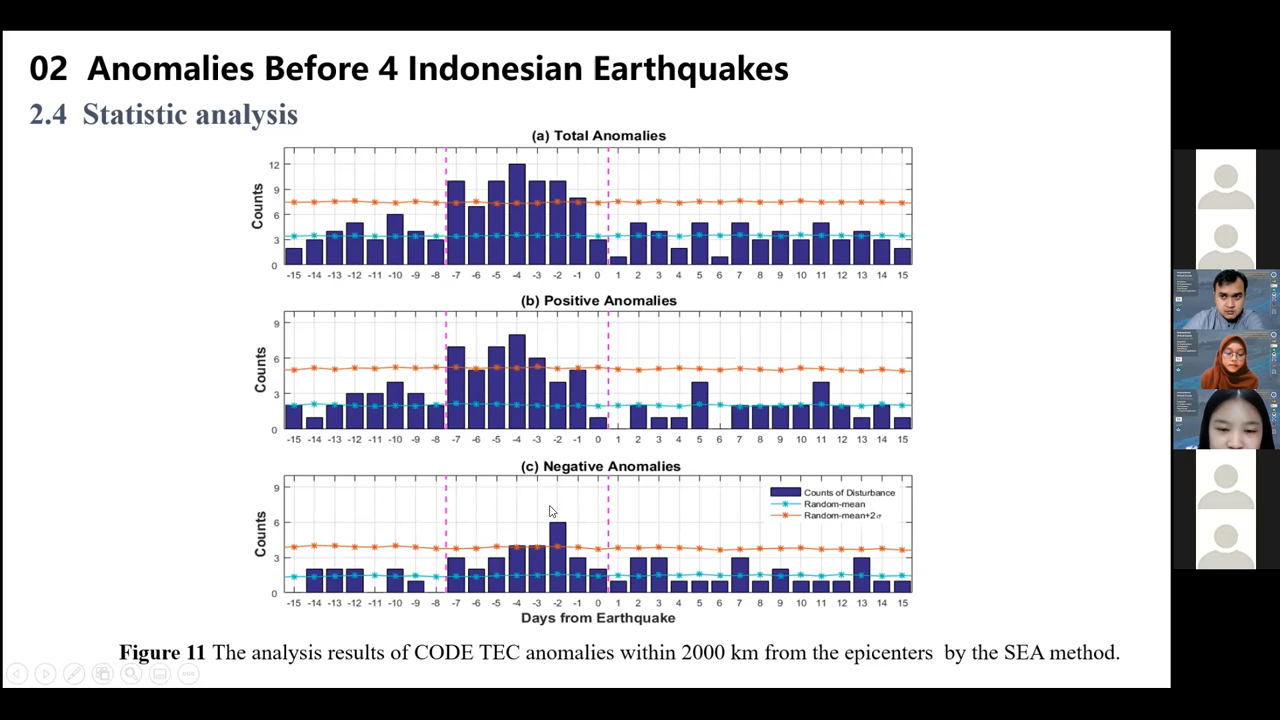 02 Anomalies Before 4 Indonesian Earthquakes
2.4 Statistic analysis
(a) Total Anomalies
Counts
12
9
6
3
0
-15 -14 -13 -12 -11 -10 -9 -8 -7 -6 -5 -4 -3 -2 -1 0 1 2 3 4 5 6 7 8 9 10 11 12 13 14 15
(b) Positive Anomalies
Counts
9
6
3
0
-15 -14 -13 -12 -11 -10 -9 -8 -7 -6 -5 -4 -3 -2 -1 0 1 2 3 4 5 6 7 8 9 10 11 12 13 14 15
(c) Negative Anomalies
Counts
9
6
3
0
Counts of Disturbance
Random-mean
Random-mean+2σ
-15 -14 -13 -12 -11 -10 -9 -8 -7 -6 -5 -4 -3 -2 -1 0 1 2 3 4 5 6 7 8 9 10 11 12 13 14 15
Days from Earthquake
Figure 11 The analysis results of CODE TEC anomalies within 2000 km from the epicenters by the SEA method.